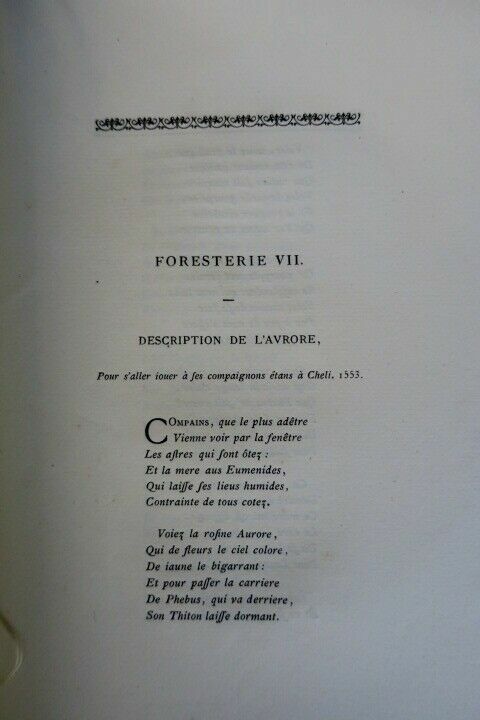 FORESTERIE VII.
DESCRIPTION DE L'AVRORE,
Pour s'aller iouer à ſes compaignons étans à Cheli. 1553.
COMPAINS, que le plus adêtre
Vienne voir par la fenêtre
Les aſtres qui ſont ôteȥ :
Et la mere aus Eumenides,
Qui laiſſe ſes lieus humides,
Contrainte de tous coteȥ.
Voieȥ la roſine Aurore,
Qui de fleurs le ciel colore,
De iaune le bigarrant :
Et pour paſſer la carriere
De Phebus, qui va derriere,
Son Thiton laiſſe dormant.